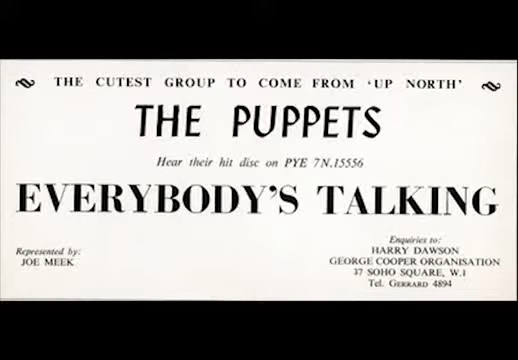 THE CUTEST GROUP TO COME FROM 'UP NORTH'
THE PUPPETS
Hear their hit disc on PYE 7N.15556
EVERYBODY'S TALKING
Represented by:
JOE MEEK
Enquiries to:
HARRY DAWSON
GEORGE COOPER ORGANISATION
37 SOHO SQUARE, W.1
Tel. GERRARD 4894